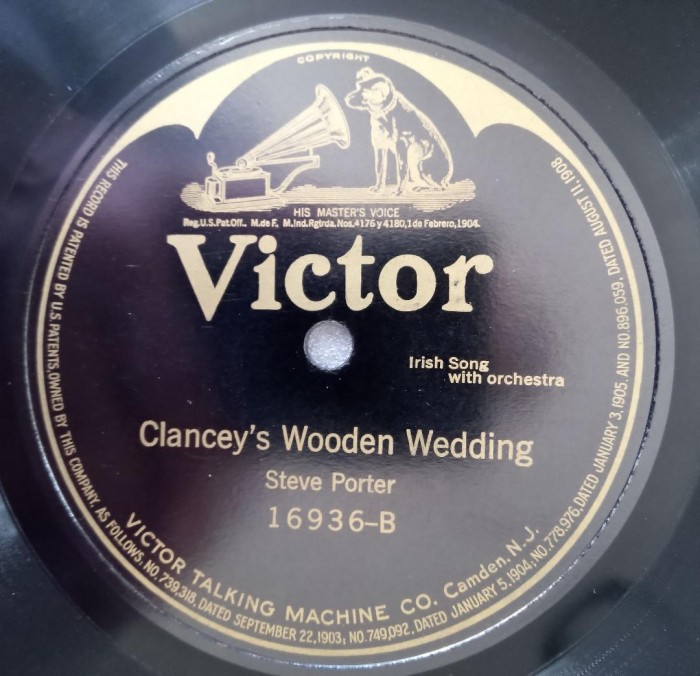 COPYRIGHT
HIS MASTER'S VOICE
Reg.U.S.Pat.Off., M.de F., M.Ind.Rgtrda.Nos.4176 y 4180, 1 de Febrero, 1904.
Victor
Irish Song
with orchestra
Clancey's Wooden Wedding
Steve Porter
16936-B
VICTOR TALKING MACHINE CO. Camden, N.J.
THIS RECORD IS PATENTED BY U.S. PATENTS, OWNED BY THIS COMPANY, AS FOLLOWS, NO. 739,318, DATED SEPTEMBER 22, 1903; NO. 749,092, DATED JANUARY 5, 1904; NO. 778,976, DATED JANUARY 3, 1905, AND NO. 896,059, DATED AUGUST 11, 1908